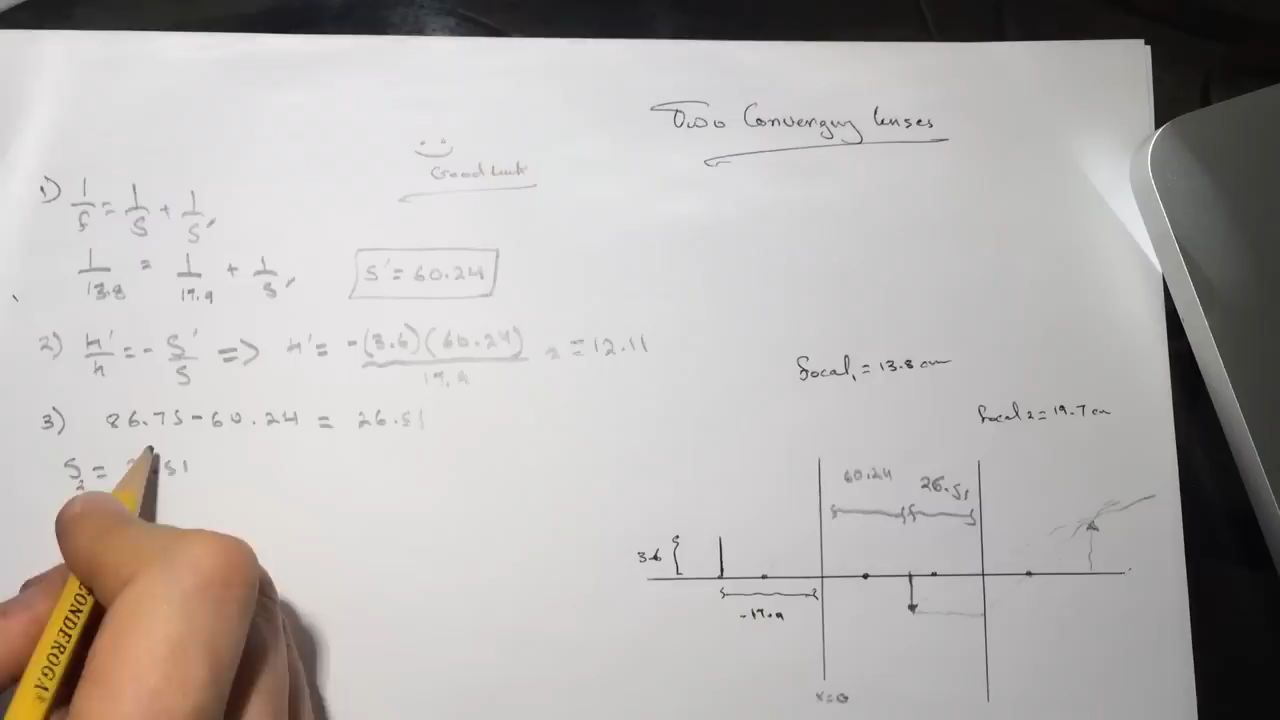 Two Converging lenses
Good luck
1) 1/f = 1/S + 1/S'
1/13.8 = 1/17.9 + 1/S'
S' = 60.24
2) H'/h = - S'/S => H' = -(3.6)(60.24)/17.9 = 12.11
3) 86.75 - 60.24 = 26.51
S2 = 51
focal1 = 13.8 cm
focal2 = 19.7 cm
60.24
26.51
3.6
-17.9
x=0
CONDEROGA